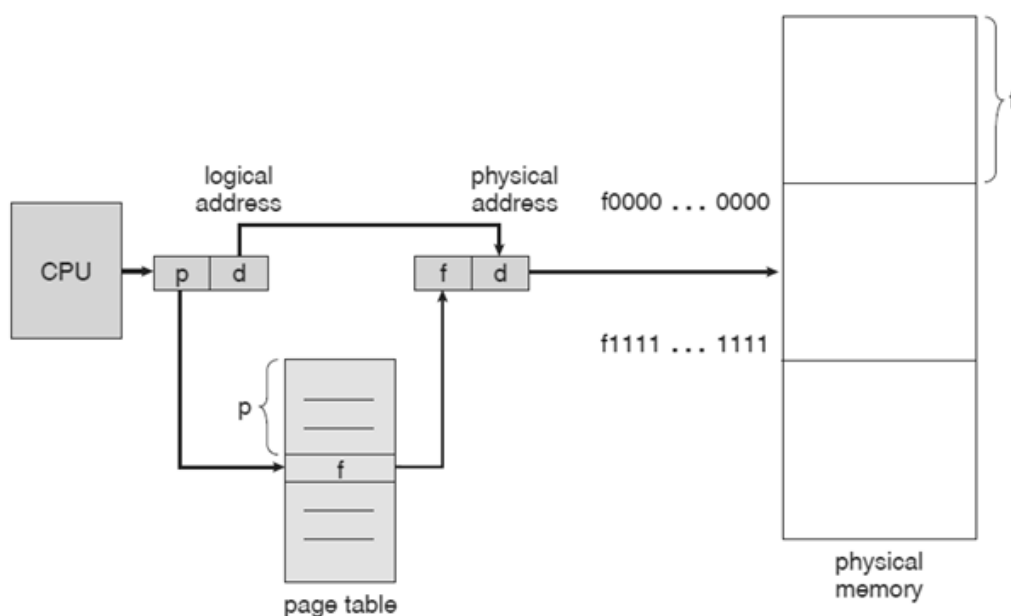 logical
address
physical
address
f0000 ... 0000
CPU
p d
f d
f1111 ... 1111
p
f
page table
physical
memory